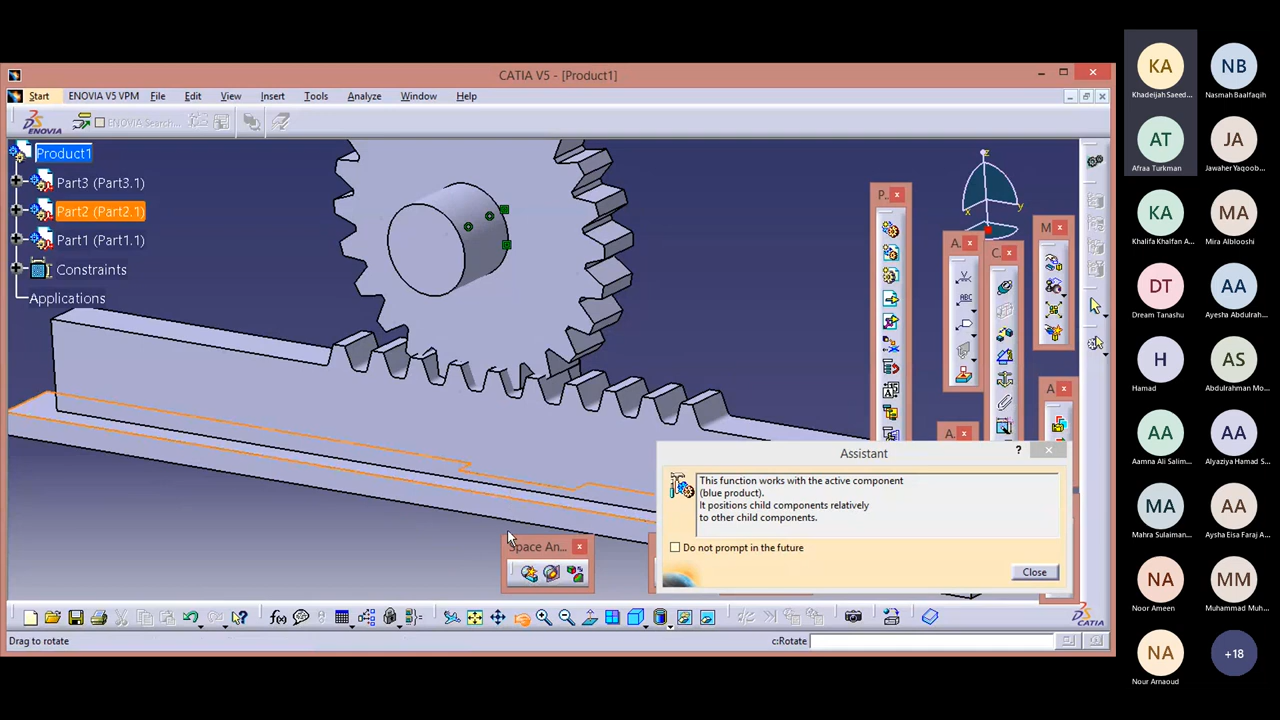 CATIA V5 - [Product1]
Start ENOVIA V5 VPM File Edit View Insert Tools Analyze Window Help
ENOVIA
ENOVIA Search...
Product1
Part3 (Part3.1)
Part2 (Part2.1)
Part1 (Part1.1)
Constraints
Applications
z
x
y
P..
A.
C.
M
A
A.
Assistant
?
This function works with the active component
(blue product).
It positions child components relatively
to other child components.
Do not prompt in the future
Close
Space An...
f(x)
CATIA
Drag to rotate
c:Rotate
KA
Khadeijah Saeed...
NB
Nasmah Baalfaqih
AT
Afraa Turkman
JA
Jawaher Yaqoob...
KA
Khalifa Khalfan A...
MA
Mira Alblooshi
DT
Dream Tanashu
AA
Ayesha Abdulrah...
H
Hamad
AS
Abdulrahman Mo...
AA
Aamna Ali Salim...
AA
Alyaziya Hamad S...
MA
Mahra Sulaiman...
AA
Aysha Eisa Faraj A...
NA
Noor Ameen
MM
Muhammad Muh...
NA
Nour Arnaoud
+18